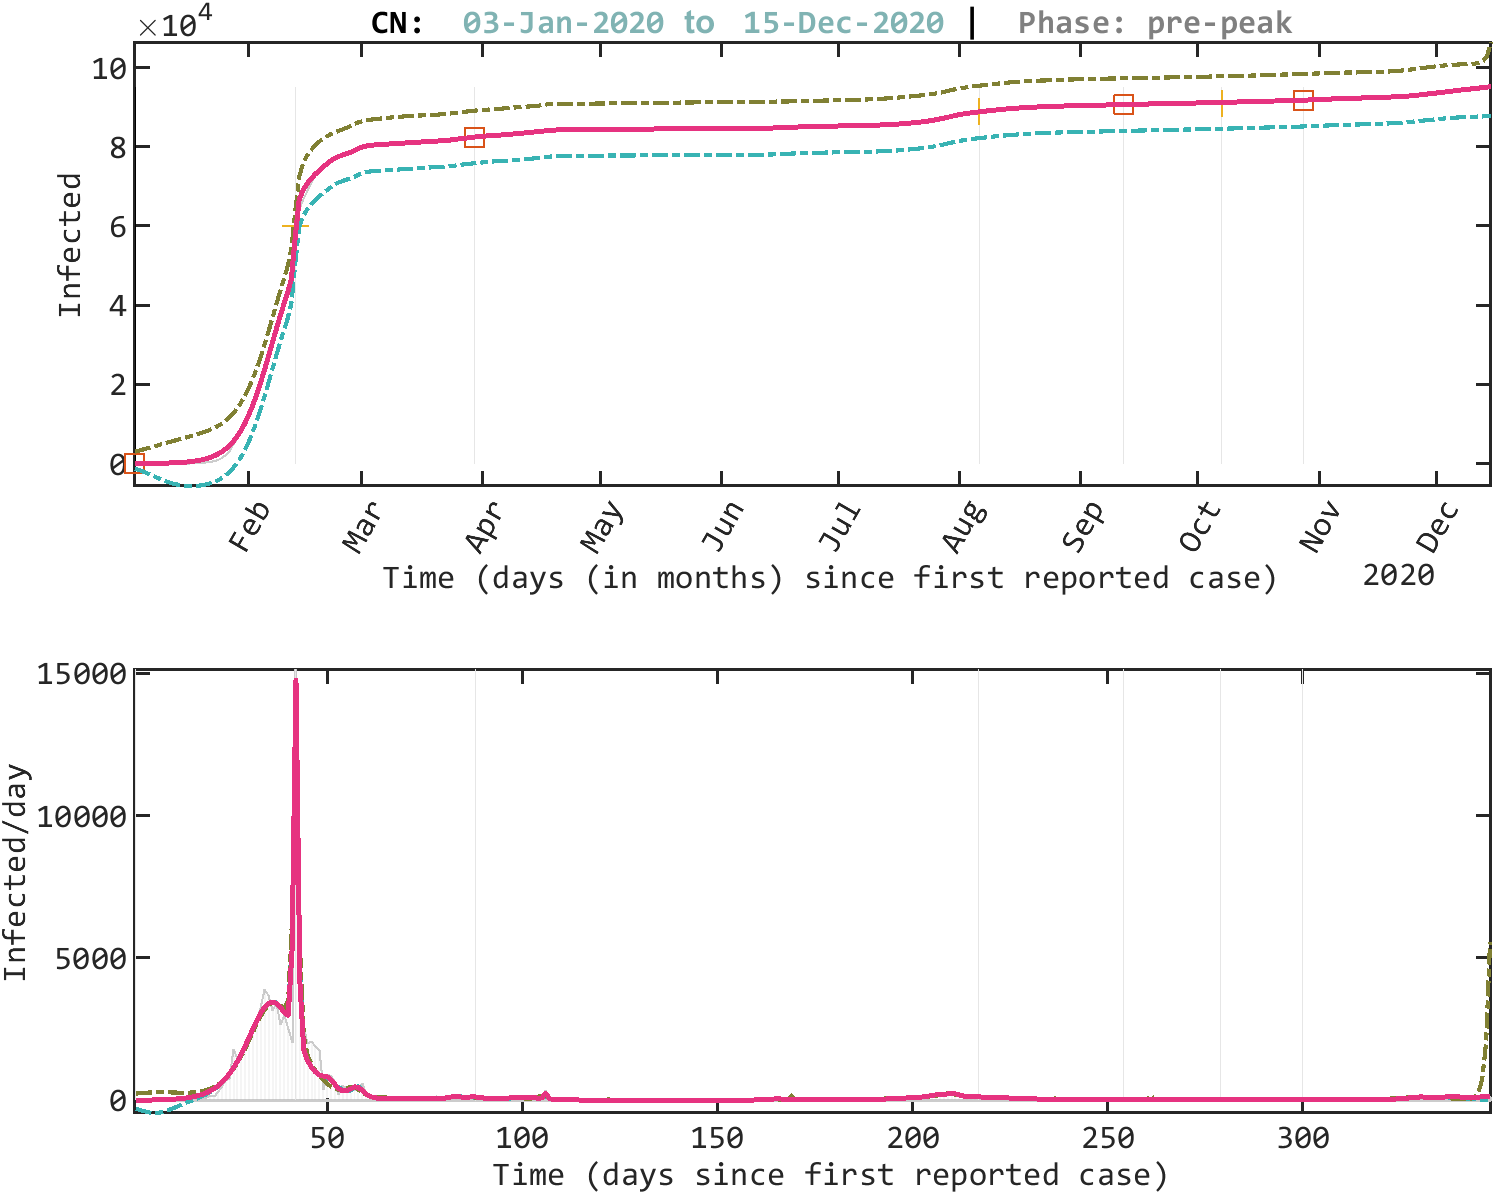 ×10⁴ CN: 03-Jan-2020 to 15-Dec-2020 | Phase: pre-peak
10
8
6
4
2
0
Infected
Feb Mar Apr May Jun Jul Aug Sep Oct Nov Dec
Time (days (in months) since first reported case) 2020
15000
10000
5000
0
Infected/day
50 100 150 200 250 300
Time (days since first reported case)